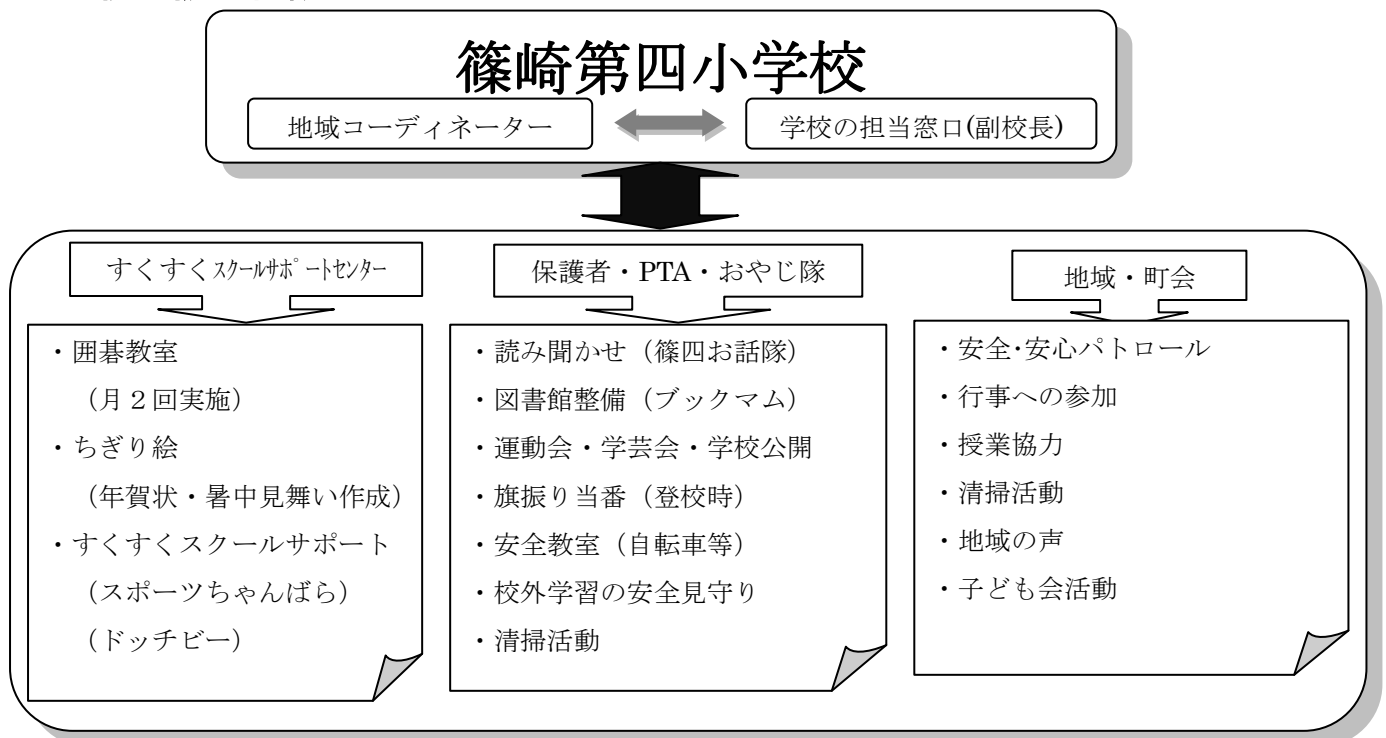 篠崎第四小学校
地域コーディネーター
学校の担当窓口(副校長)
すくすくｽｸｰﾙｻﾎﾟｰﾄｾﾝﾀｰ
・囲碁教室
（月２回実施）
・ちぎり絵
（年賀状・暑中見舞い作成）
・すくすくスクールサポート
（スポーツちゃんばら）
（ドッチビー）
保護者・PTA・おやじ隊
・読み聞かせ（篠四お話隊）
・図書館整備（ブックマム）
・運動会・学芸会・学校公開
・旗振り当番（登校時）
・安全教室（自転車等）
・校外学習の安全見守り
・清掃活動
地域・町会
・安全･安心パトロール
・行事への参加
・授業協力
・清掃活動
・地域の声
・子ども会活動